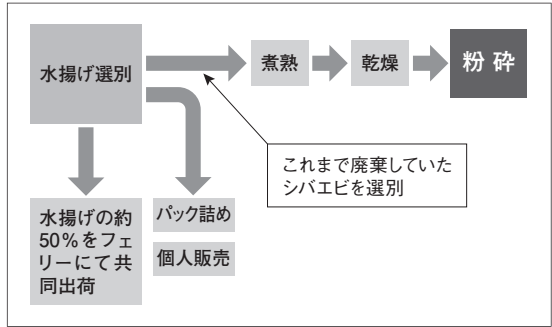 水揚げ選別
煮熟
乾燥
粉砕
これまで廃棄していた
シバエビを選別
水揚げの約
50%をフェ
リーにて共
同出荷
パック詰め
個人販売